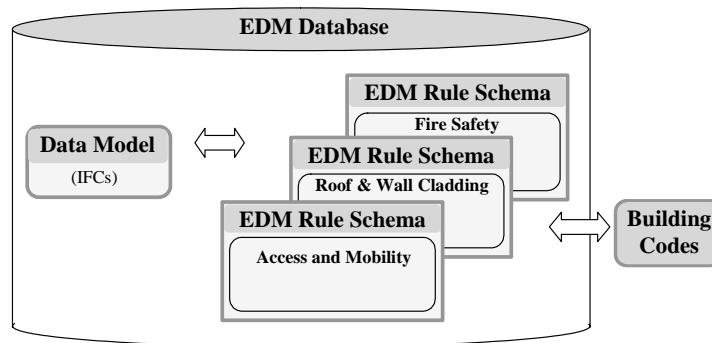 EDM Database
EDM Rule Schema
Fire Safety
Data Model
(IFCs)
EDM Rule Schema
Roof & Wall Cladding
EDM Rule Schema
Access and Mobility
Building
Codes